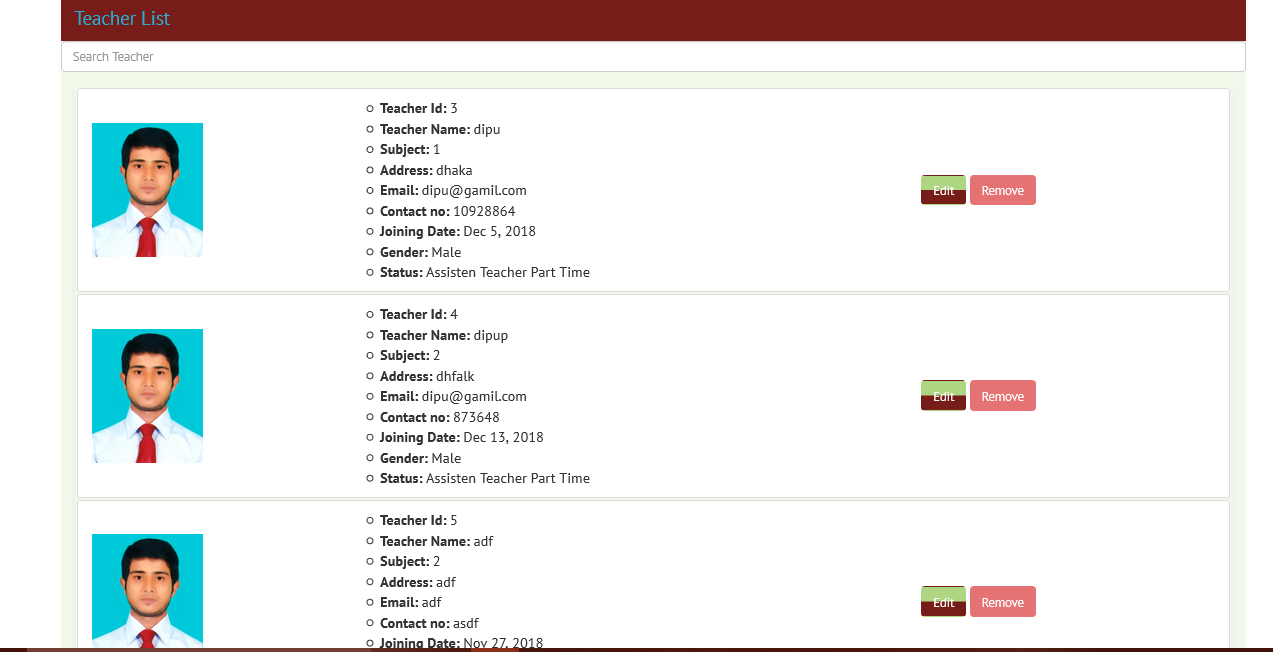 Teacher List
Search Teacher
Teacher Id: 3
Teacher Name: dipu
Subject: 1
Address: dhaka
Email: dipu@gamil.com
Contact no: 10928864
Joining Date: Dec 5, 2018
Gender: Male
Status: Assisten Teacher Part Time
Edit Remove
Teacher Id: 4
Teacher Name: dipup
Subject: 2
Address: dhfalk
Email: dipu@gamil.com
Contact no: 873648
Joining Date: Dec 13, 2018
Gender: Male
Status: Assisten Teacher Part Time
Edit Remove
Teacher Id: 5
Teacher Name: adf
Subject: 2
Address: adf
Email: adf
Contact no: asdf
Joining Date: Nov 27, 2018
Edit Remove